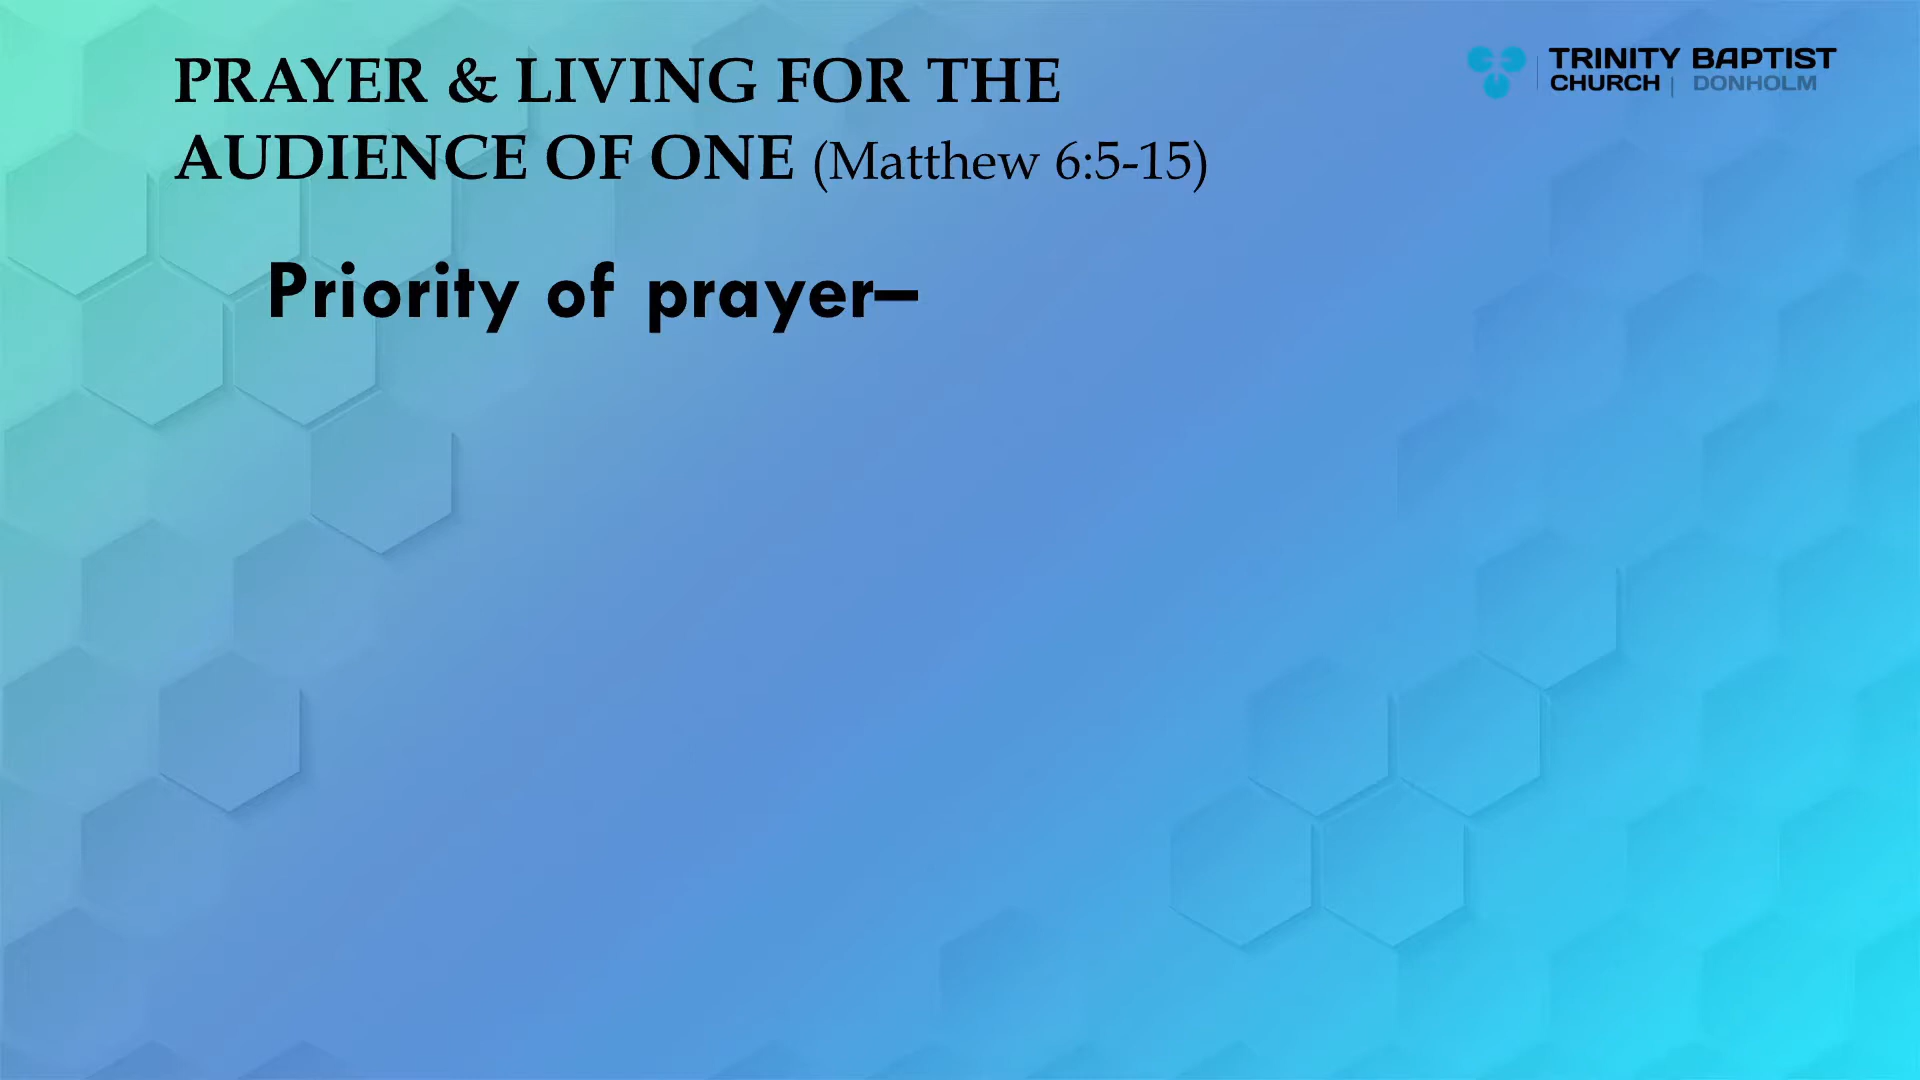 PRAYER & LIVING FOR THE
AUDIENCE OF ONE (Matthew 6:5-15)
TRINITY BAPTIST
CHURCH | DONHOLM
Priority of prayer–